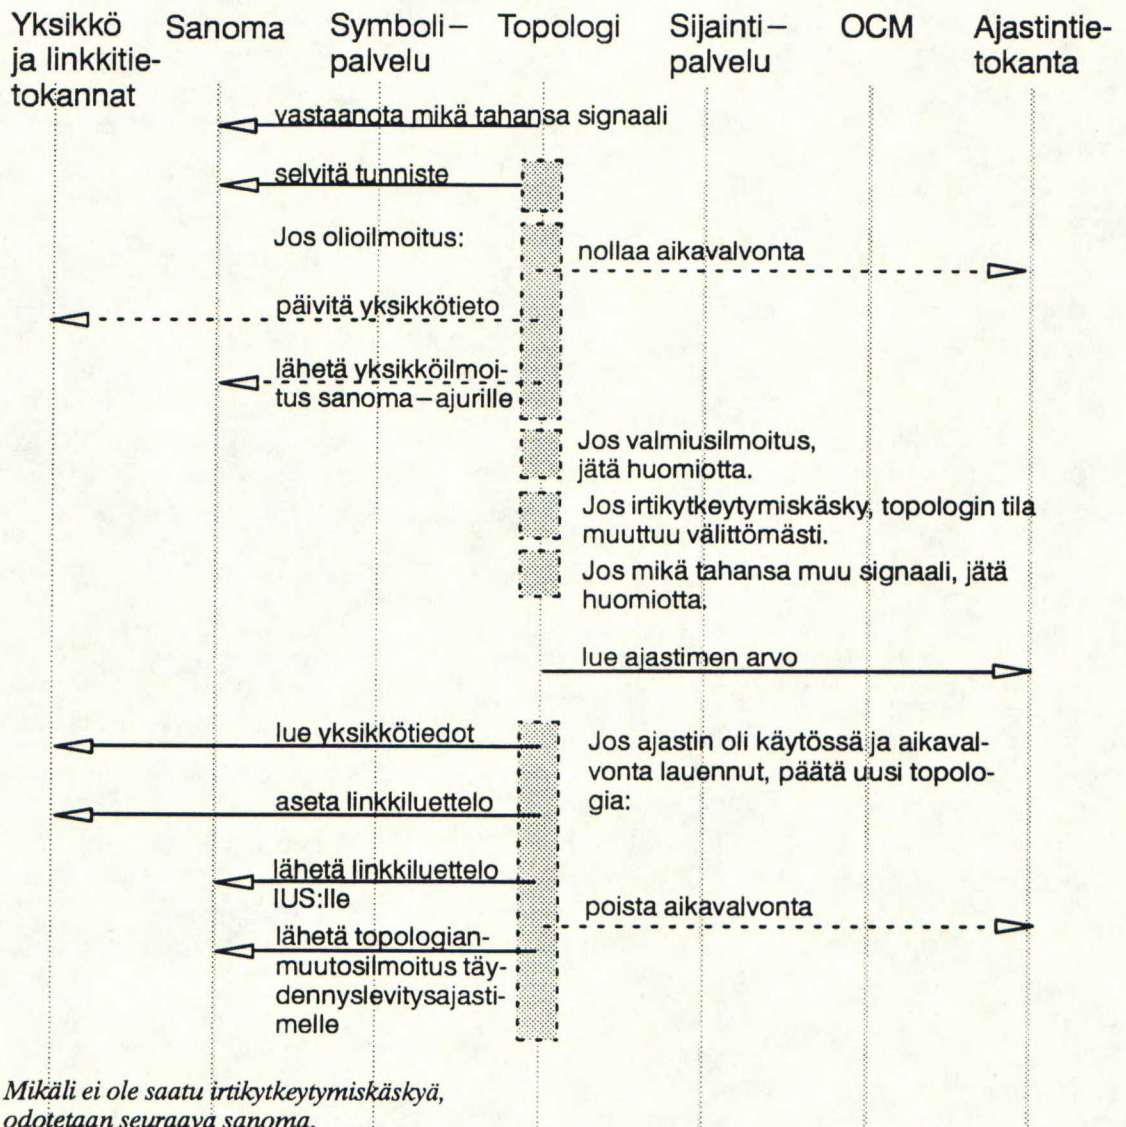 Yksikkö
ja linkkitie-
tokannat
Sanoma
Symboli-
palvelu
Topologi
Sijainti-
palvelu
OCM
Ajastintie-
tokanta
vastaanota mikä tahansa signaali
selvitä tunniste
Jos olioilmoitus:
nollaa aikavalvonta
päivitä yksikkötieto
lähetä yksikköilmoi-
tus sanoma-ajurille
Jos valmiusilmoitus,
jätä huomiotta.
Jos irtikytkeytymiskäsky, topologin tila
muuttuu välittömästi.
Jos mikä tahansa muu signaali, jätä
huomiotta.
lue ajastimen arvo
lue yksikkötiedot
Jos ajastin oli käytössä ja aikaval-
vonta lauennut, päätä uusi topolo-
gia:
aseta linkkiluettelo
lähetä linkkiluettelo
IUS:lle
poista aikavalvonta
lähetä topologian-
muutosilmoitus täy-
dennyslevitysajasti-
melle
Mikäli ei ole saatu irtikytkeytymiskäskyä,
odotetaan seuraava sanoma.